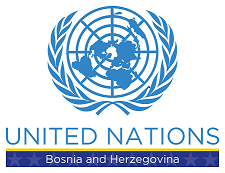 UNITED NATIONS
Bosnia and Herzegovina